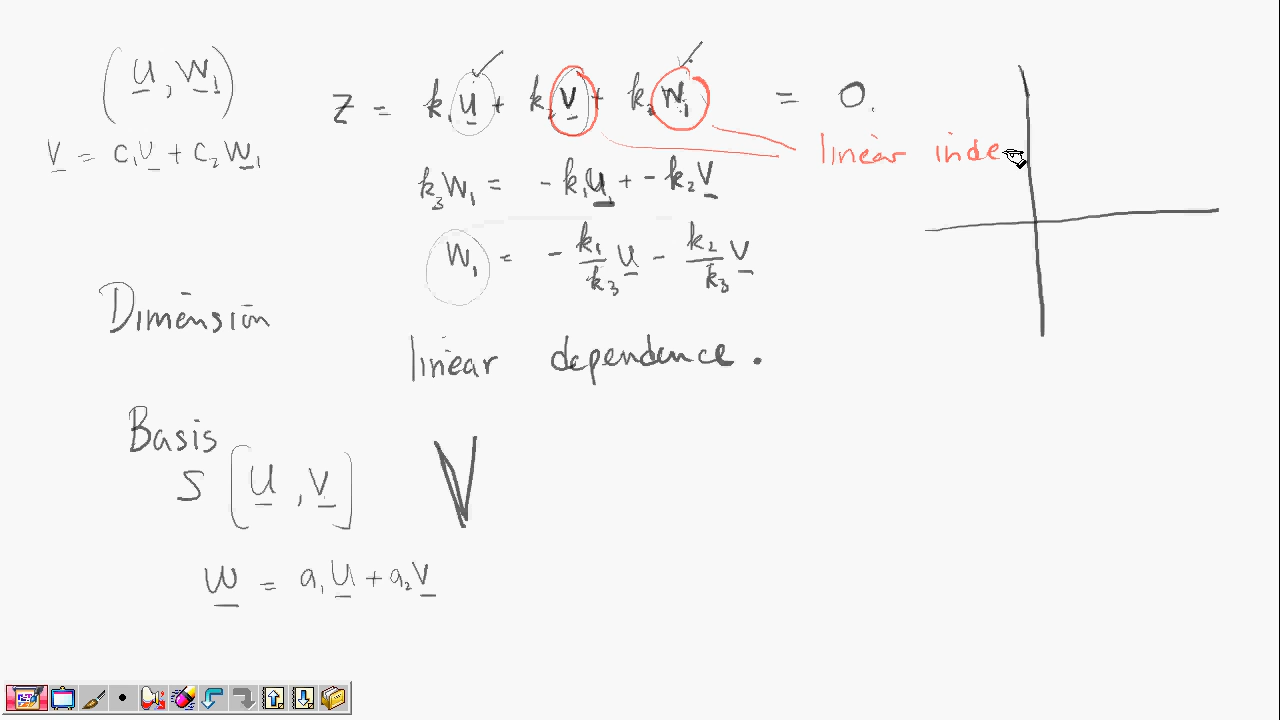 (u, w₁)
v = c₁u + c₂w₁
z = k₁u + k₂v + k₃w₁ = 0.
linear inde
k₃w₁ = -k₁u + -k₂v
w₁ = - k₁/k₃ u - k₂/k₃ v
Dimension
linear dependence.
Basis
S [u, v] V
w = a₁u + a₂v